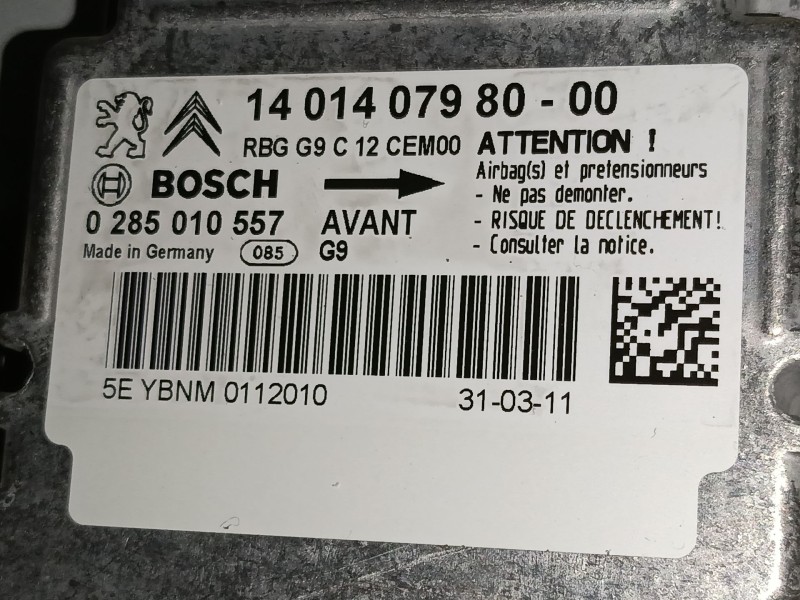 14 014 079 80 - 00
RBG G9 C 12 CEM00
ATTENTION !
Airbag(s) et pretensionneurs
- Ne pas demonter.
- RISQUE DE DECLENCHEMENT!
- Consulter la notice.
BOSCH
0 285 010 557
AVANT
Made in Germany
085
G9
5E YBNM 0112010
31-03-11